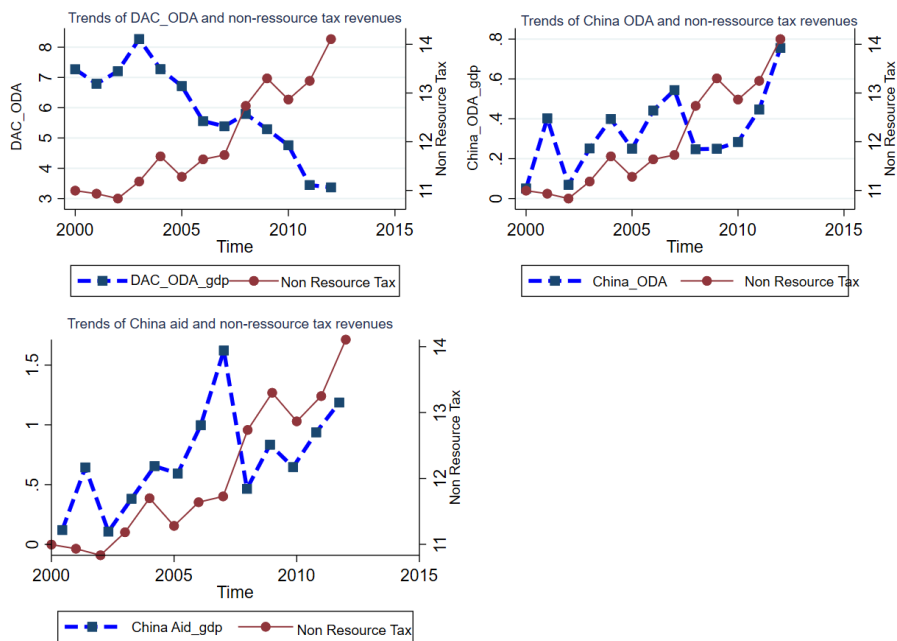 Trends of DAC_ODA and non-ressource tax revenues
8
7
6
5
4
3
DAC_ODA
14
13
12
11
Non Resource Tax
2000 2005 2010 2015
Time
DAC_ODA_gdp Non Resource Tax
Trends of China ODA and non-ressource tax revenues
.8
.6
.4
.2
0
China_ODA_gdp
14
13
12
11
Non Resource Tax
2000 2005 2010 2015
Time
China_ODA Non Resource Tax
Trends of China aid and non-ressource tax revenues
1.5
1
.5
0
14
13
12
11
Non Resource Tax
2000 2005 2010 2015
Time
China Aid_gdp Non Resource Tax